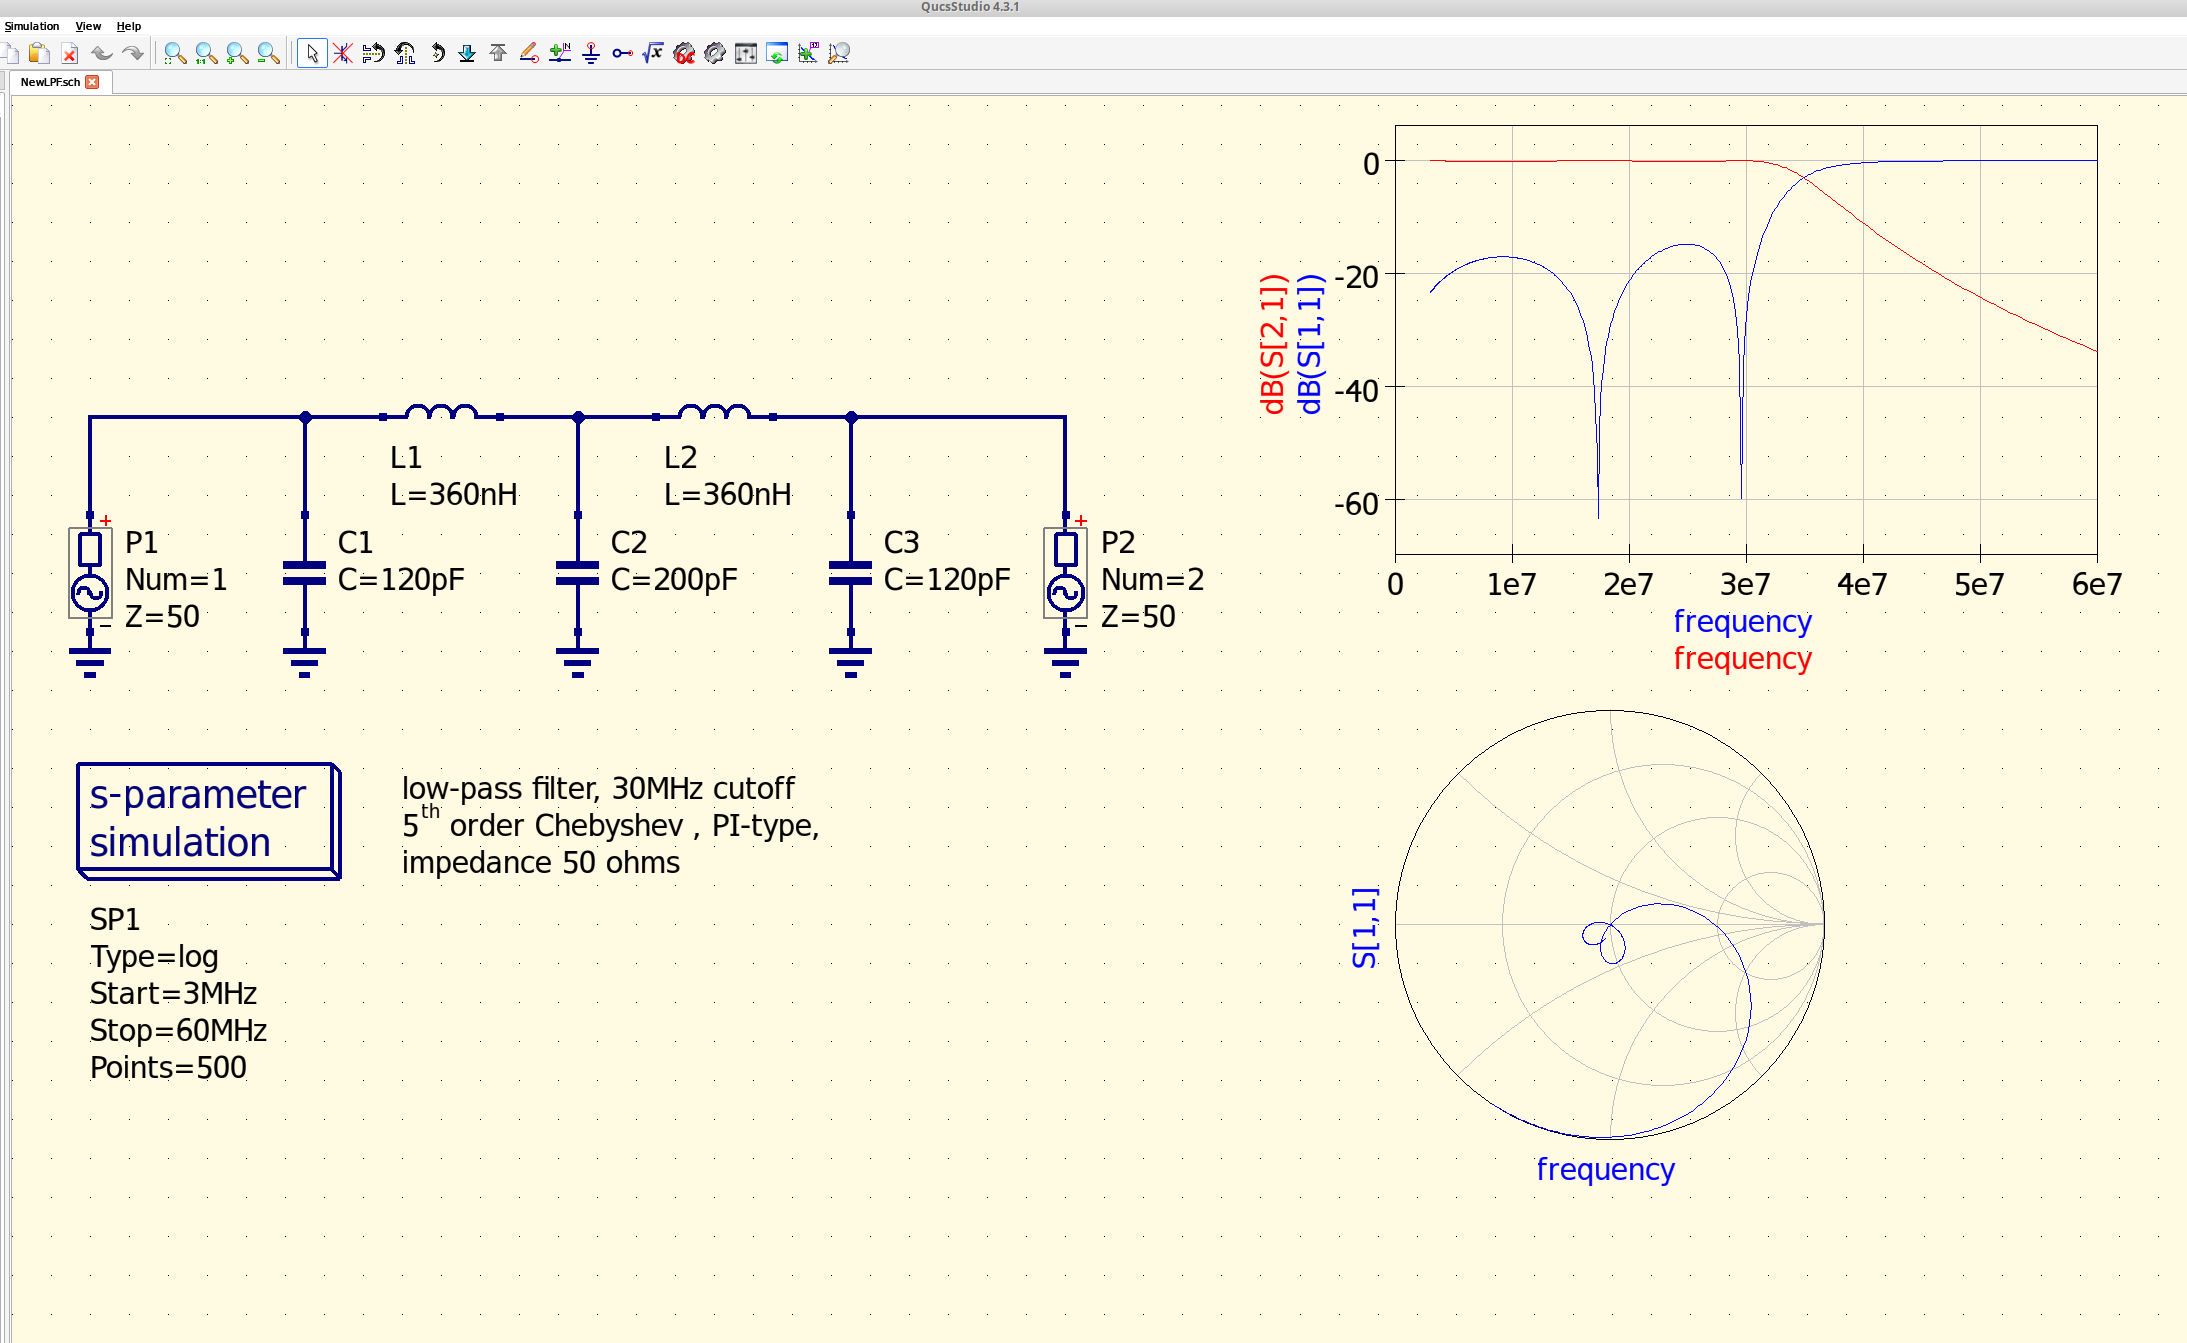 QucsStudio 4.3.1
Simulation View Help
NewLPF.sch
L1
L=360nH
L2
L=360nH
P1
Num=1
Z=50
C1
C=120pF
C2
C=200pF
C3
C=120pF
P2
Num=2
Z=50
s-parameter
simulation
low-pass filter, 30MHz cutoff
5th order Chebyshev , PI-type,
impedance 50 ohms
SP1
Type=log
Start=3MHz
Stop=60MHz
Points=500
dB(S[2,1])
dB(S[1,1])
0
-20
-40
-60
0 1e7 2e7 3e7 4e7 5e7 6e7
frequency
frequency
S[1,1]
frequency